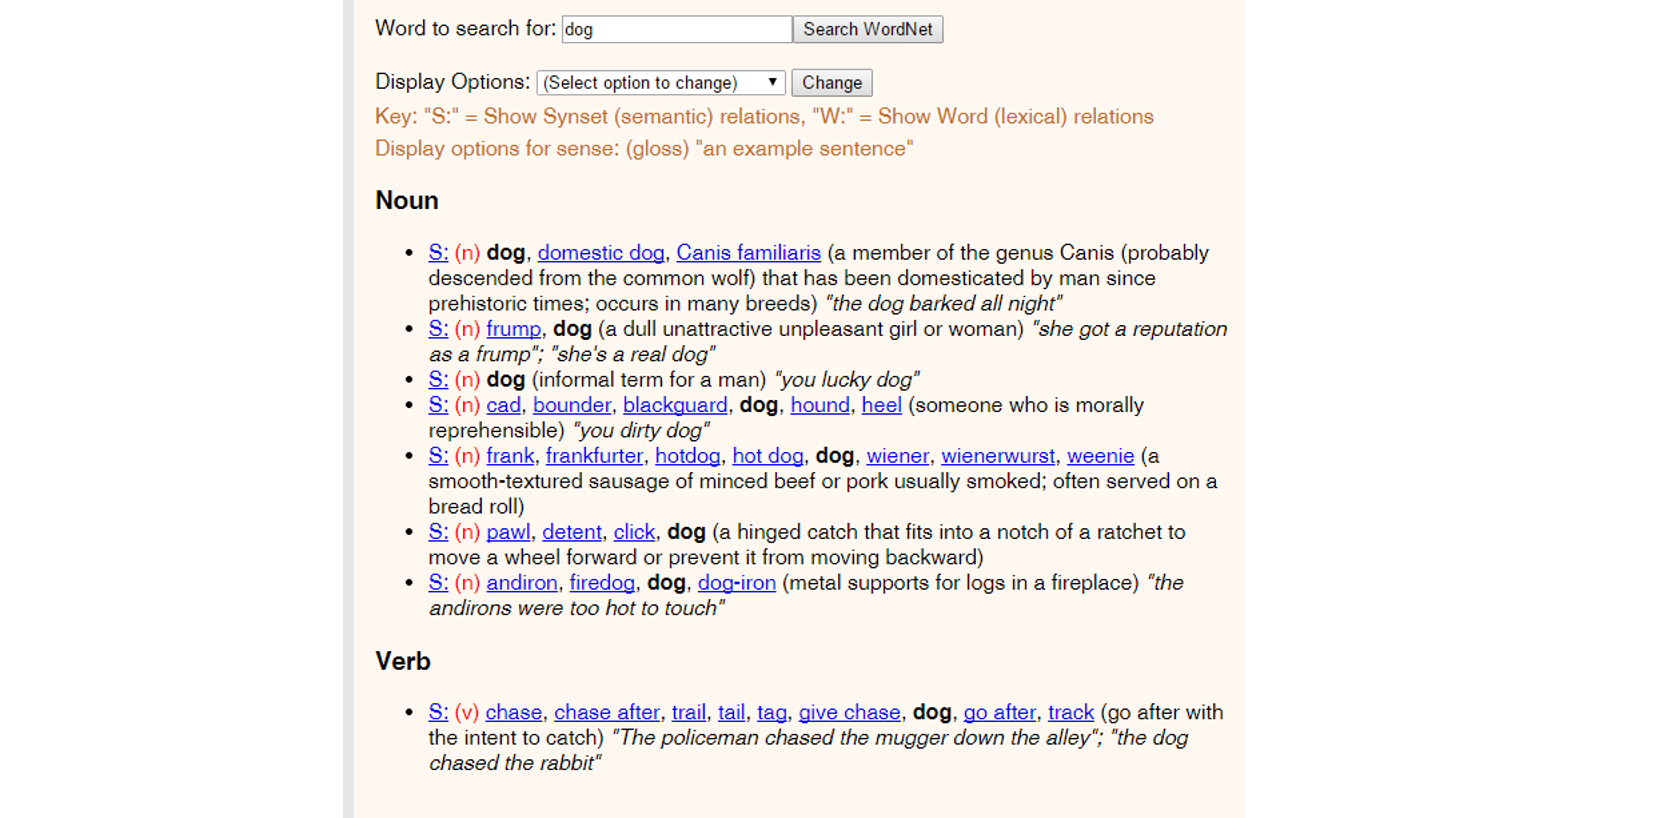 Word to search for: dog Search WordNet
Display Options: (Select option to change) Change
Key: "S:" = Show Synset (semantic) relations, "W:" = Show Word (lexical) relations
Display options for sense: (gloss) "an example sentence"
Noun
• S: (n) dog, domestic dog, Canis familiaris (a member of the genus Canis (probably
descended from the common wolf) that has been domesticated by man since
prehistoric times; occurs in many breeds) "the dog barked all night"
• S: (n) frump, dog (a dull unattractive unpleasant girl or woman) "she got a reputation
as a frump"; "she's a real dog"
• S: (n) dog (informal term for a man) "you lucky dog"
• S: (n) cad, bounder, blackguard, dog, hound, heel (someone who is morally
reprehensible) "you dirty dog"
• S: (n) frank, frankfurter, hotdog, hot dog, dog, wiener, wienerwurst, weenie (a
smooth-textured sausage of minced beef or pork usually smoked; often served on a
bread roll)
• S: (n) pawl, detent, click, dog (a hinged catch that fits into a notch of a ratchet to
move a wheel forward or prevent it from moving backward)
• S: (n) andiron, firedog, dog, dog-iron (metal supports for logs in a fireplace) "the
andirons were too hot to touch"
Verb
• S: (v) chase, chase after, trail, tail, tag, give chase, dog, go after, track (go after with
the intent to catch) "The policeman chased the mugger down the alley"; "the dog
chased the rabbit"